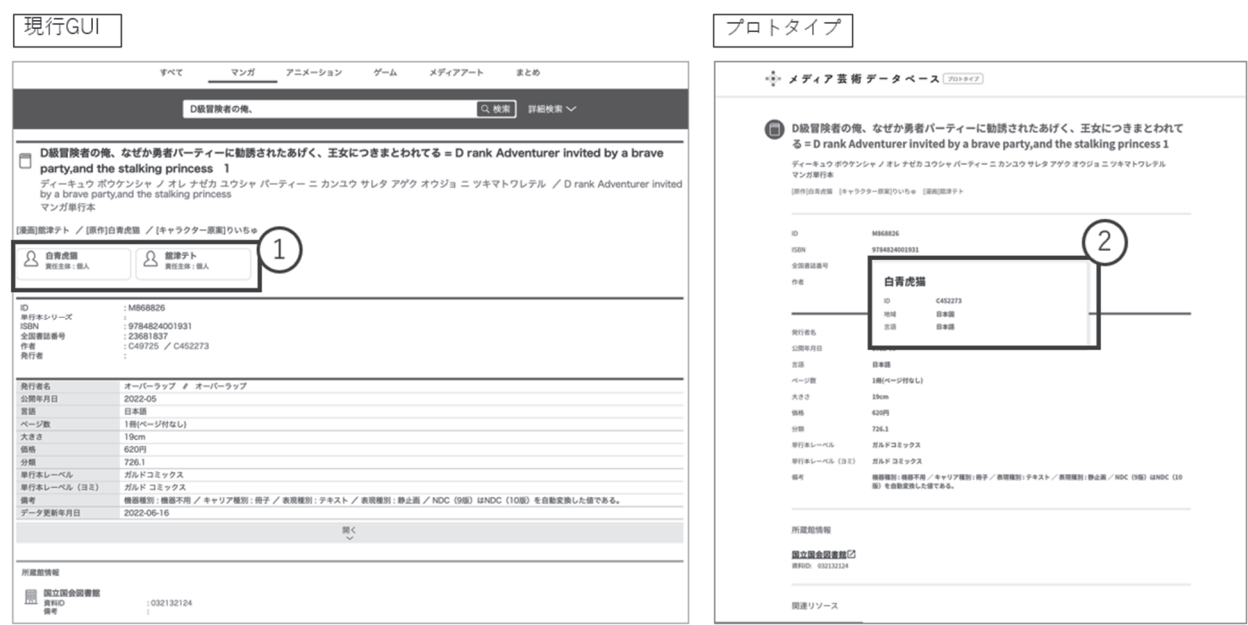 現行GUI
すべて マンガ アニメーション ゲーム メディアアート まとめ
D級冒険者の俺、 検索 詳細検索
D級冒険者の俺、なぜか勇者パーティーに勧誘されたあげく、王女につきまとわれてる = D rank Adventurer invited by a brave
party,and the stalking princess 1
ディーキュウ ボウケンシャ ノ オレ ナゼカ ユウシャ パーティー ニ カンユウ サレタ アゲク オウジョ ニ ツキマトワレテル ／ D rank Adventurer invited
by a brave party,and the stalking princess
マンガ単行本
[漫画]舘津テト ／ [原作]白青虎猫 ／ [キャラクター原案]りいちゅ
①
白青虎猫
責任主体 : 個人
舘津テト
責任主体 : 個人
ID : M868826
単行本シリーズ :
ISBN : 9784824001931
全国書誌番号 : 23681837
作者 : C49725 ／ C452273
発行者 :
発行者名 オーバーラップ ∥ オーバーラップ
公開年月日 2022-05
言語 日本語
ページ数 1冊(ページ付なし)
大きさ 19cm
価格 620円
分類 726.1
単行本レーベル ガルドコミックス
単行本レーベル（ヨミ） ガルド コミックス
備考 機器種別 : 機器不用 ／ キャリア種別 : 冊子 ／ 表現種別 : テキスト ／ 表現種別 : 静止画 ／ NDC（9版）はNDC（10版）を自動変換した値である。
データ更新年月日 2022-06-16
開く
所蔵館情報
国立国会図書館
資料ID : 032132124
備考 :
プロトタイプ
メディア芸術データベース プロトタイプ
D級冒険者の俺、なぜか勇者パーティーに勧誘されたあげく、王女につきまとわれて
る = D rank Adventurer invited by a brave party,and the stalking princess 1
ディーキュウ ボウケンシャ ノ オレ ナゼカ ユウシャ パーティー ニ カンユウ サレタ アゲク オウジョ ニ ツキマトワレテル
マンガ単行本
[原作]白青虎猫 [キャラクター原案]りいちゅ [漫画]舘津テト
ID M868826
ISBN 9784824001931
全国書誌番号
作者
②
白青虎猫
ID C452273
地域 日本国
言語 日本語
発行者名
公開年月日
言語 日本語
ページ数 1冊(ページ付なし)
大きさ 19cm
価格 620円
分類 726.1
単行本レーベル ガルドコミックス
単行本レーベル（ヨミ） ガルド コミックス
備考 機器種別 : 機器不用 ／ キャリア種別 : 冊子 ／ 表現種別 : テキスト ／ 表現種別 : 静止画 ／ NDC（9版）はNDC（10
版）を自動変換した値である。
所蔵館情報
国立国会図書館
資料ID: 032132124
関連リソース